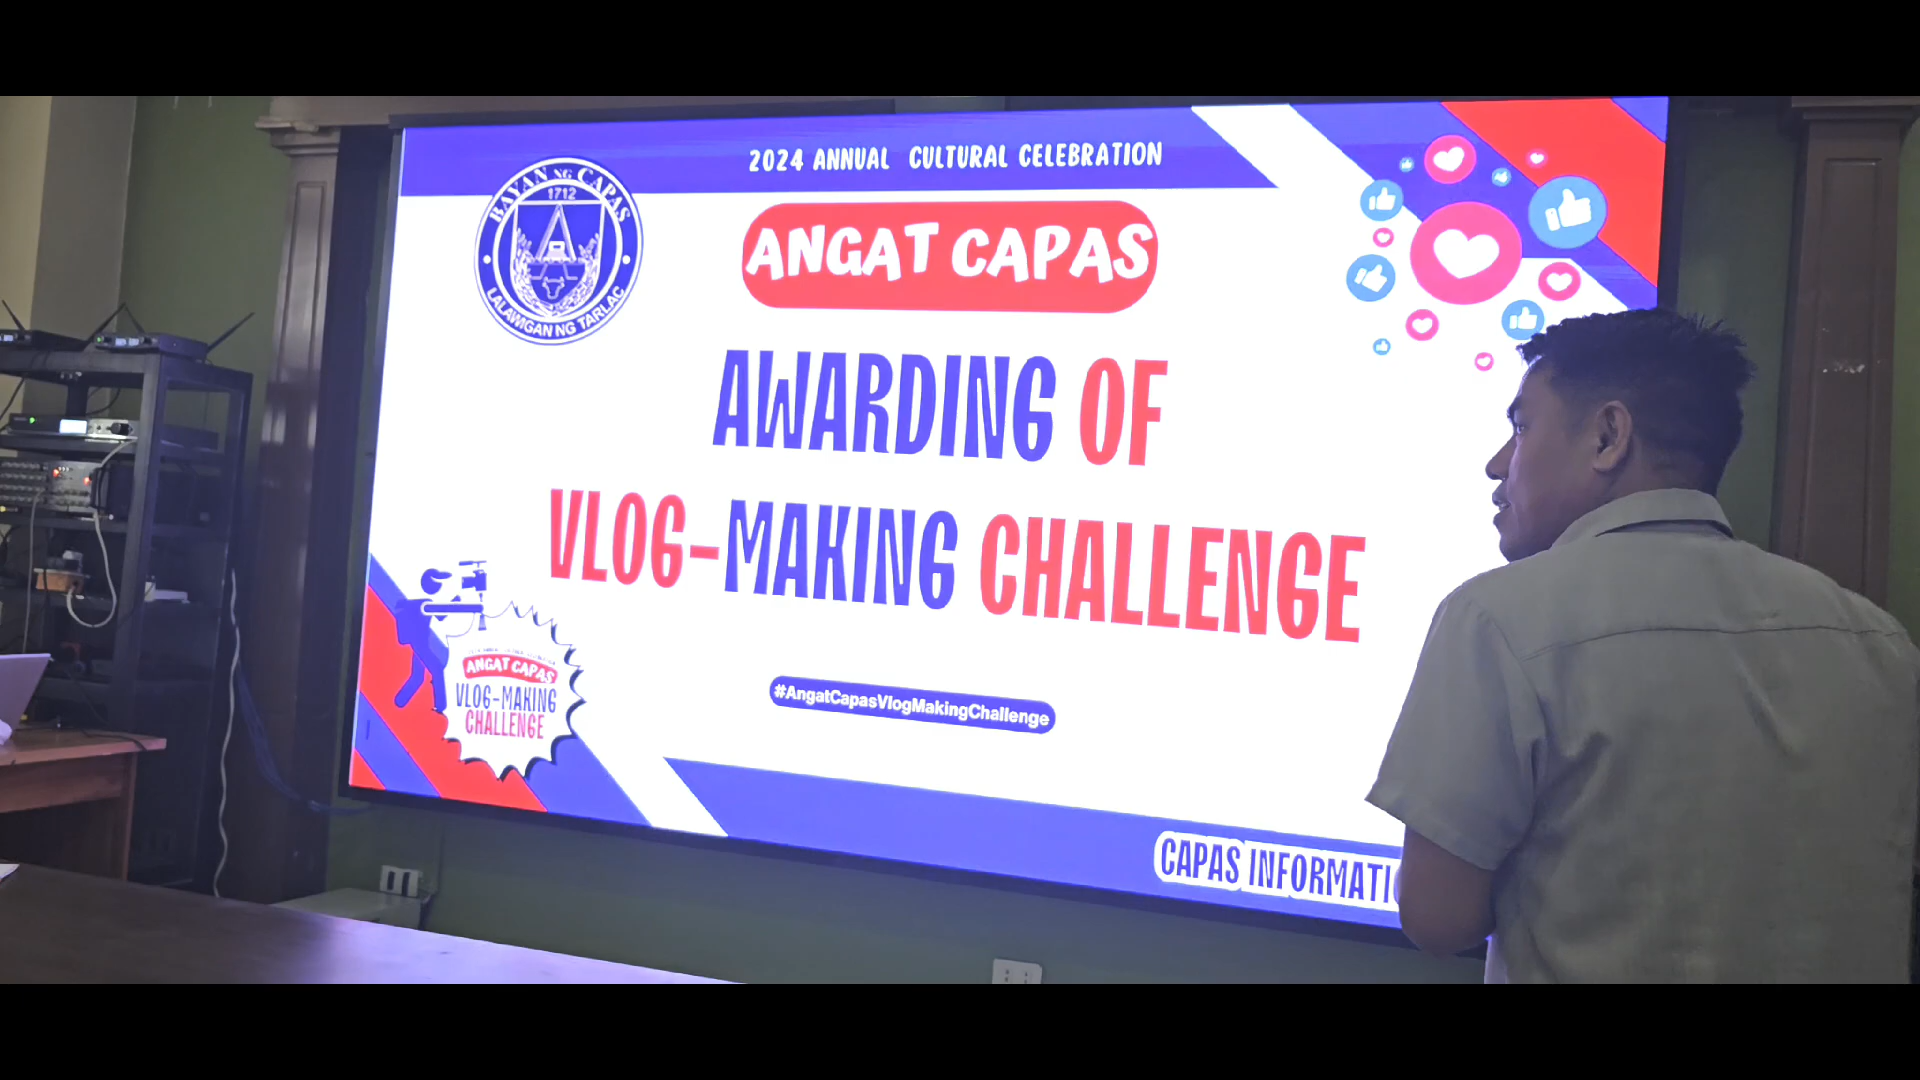 2024 ANNUAL CULTURAL CELEBRATION
BAYAN NG CAPAS
1712
LALAWIGAN NG TARLAC
ANGAT CAPAS
AWARDING OF
VLOG-MAKING CHALLENGE
#AngatCapasVlogMakingChallenge
ANGAT CAPAS
VLOG-MAKING
CHALLENGE
CAPAS INFORMATI